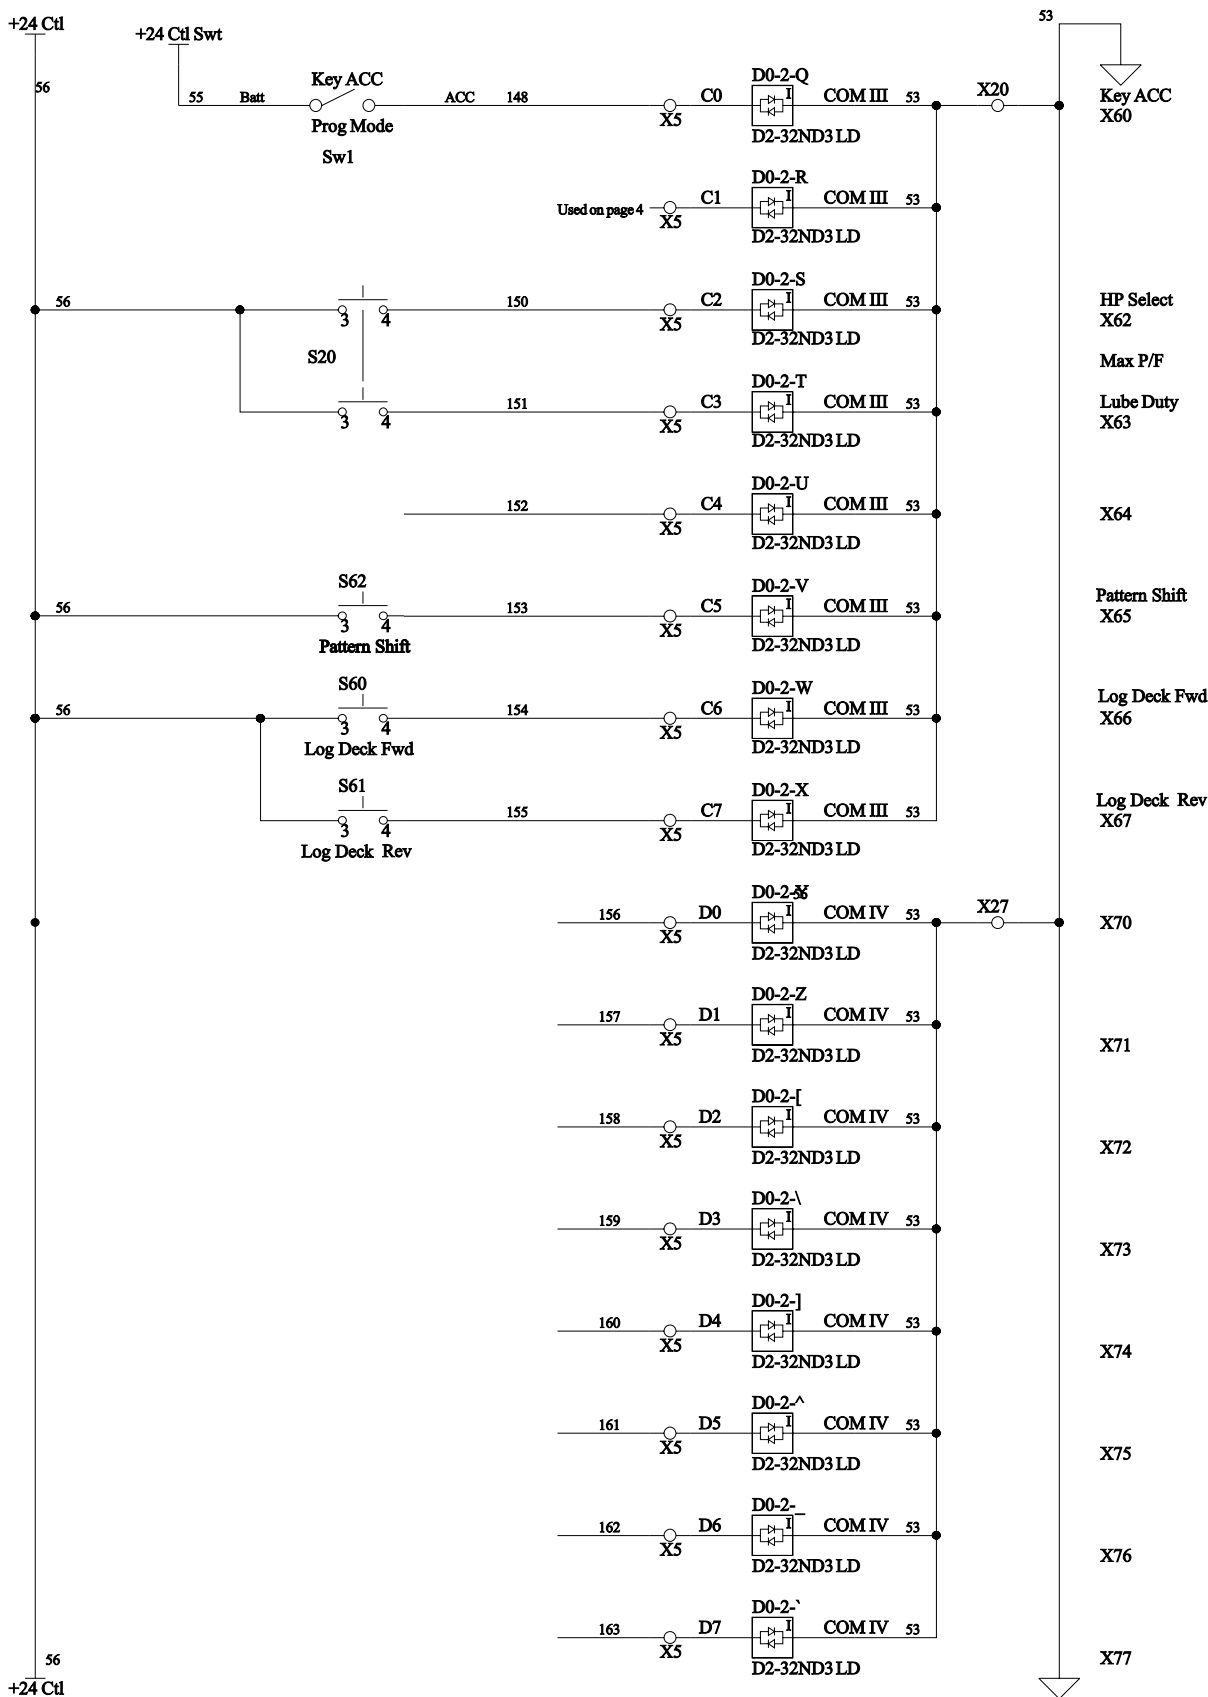 +24 Ctl
+24 Ctl Swt
53
56
55 Batt Key ACC ACC 148 C0 D0-2-Q COM III 53 X20 Key ACC
Prog Mode X5 D2-32ND3 LD X60
Sw1
D0-2-R
Used on page 4 C1 COM III 53
X5 D2-32ND3 LD
D0-2-S
56 150 C2 I COM III 53 HP Select
3 4 X5 D2-32ND3 LD X62
S20 Max P/F
D0-2-T
151 C3 I COM III 53 Lube Duty
3 4 X5 D2-32ND3 LD X63
D0-2-U
152 C4 I COM III 53 X64
X5 D2-32ND3 LD
S62 D0-2-V
56 153 C5 I COM III 53 Pattern Shift
3 4 X5 D2-32ND3 LD X65
Pattern Shift
S60 D0-2-W
56 154 C6 I COM III 53 Log Deck Fwd
3 4 X5 D2-32ND3 LD X66
Log Deck Fwd
S61 D0-2-X
155 C7 I COM III 53 Log Deck Rev
3 4 X5 D2-32ND3 LD X67
Log Deck Rev
D0-2-Y 56
156 D0 I COM IV 53 X27 X70
X5 D2-32ND3 LD
D0-2-Z
157 D1 I COM IV 53 X71
X5 D2-32ND3 LD
D0-2-[
158 D2 I COM IV 53 X72
X5 D2-32ND3 LD
D0-2-\
159 D3 I COM IV 53 X73
X5 D2-32ND3 LD
D0-2-]
160 D4 I COM IV 53 X74
X5 D2-32ND3 LD
D0-2-^
161 D5 I COM IV 53 X75
X5 D2-32ND3 LD
D0-2-_
162 D6 I COM IV 53 X76
X5 D2-32ND3 LD
D0-2-`
163 D7 I COM IV 53 X77
X5 D2-32ND3 LD
56
+24 Ctl